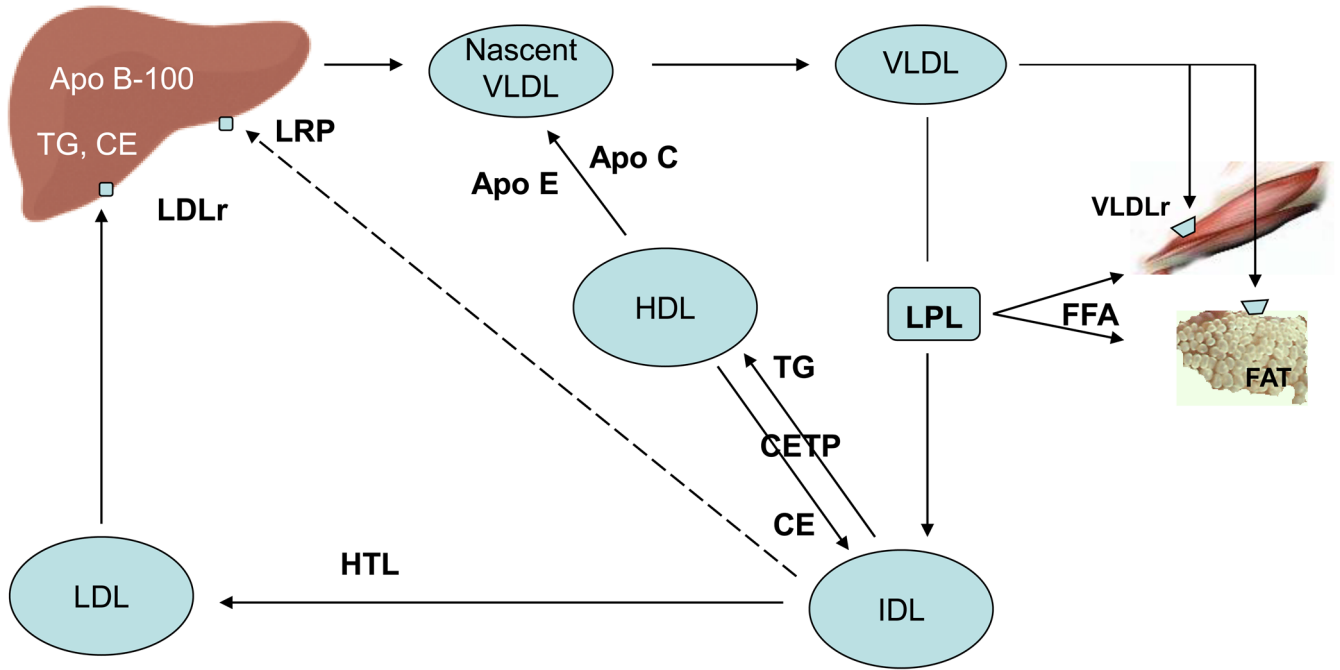 Apo B-100
TG, CE
Nascent
VLDL
VLDL
LRP
LDLr
Apo C
Apo E
VLDLr
HDL
LPL
FFA
FAT
TG
CETP
CE
HTL
LDL
IDL